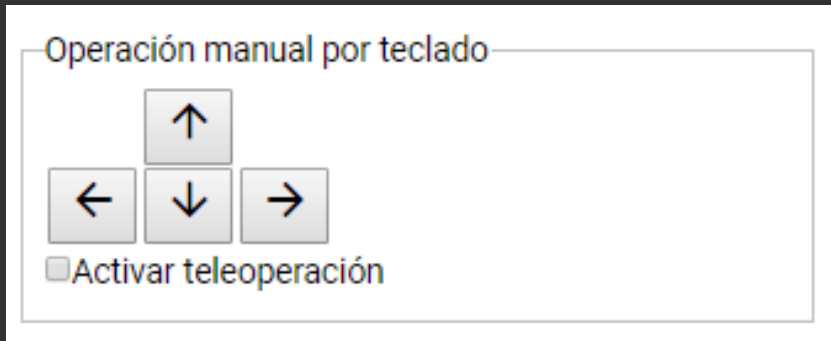 Operación manual por teclado
↑
← ↓ →
Activar teleoperación